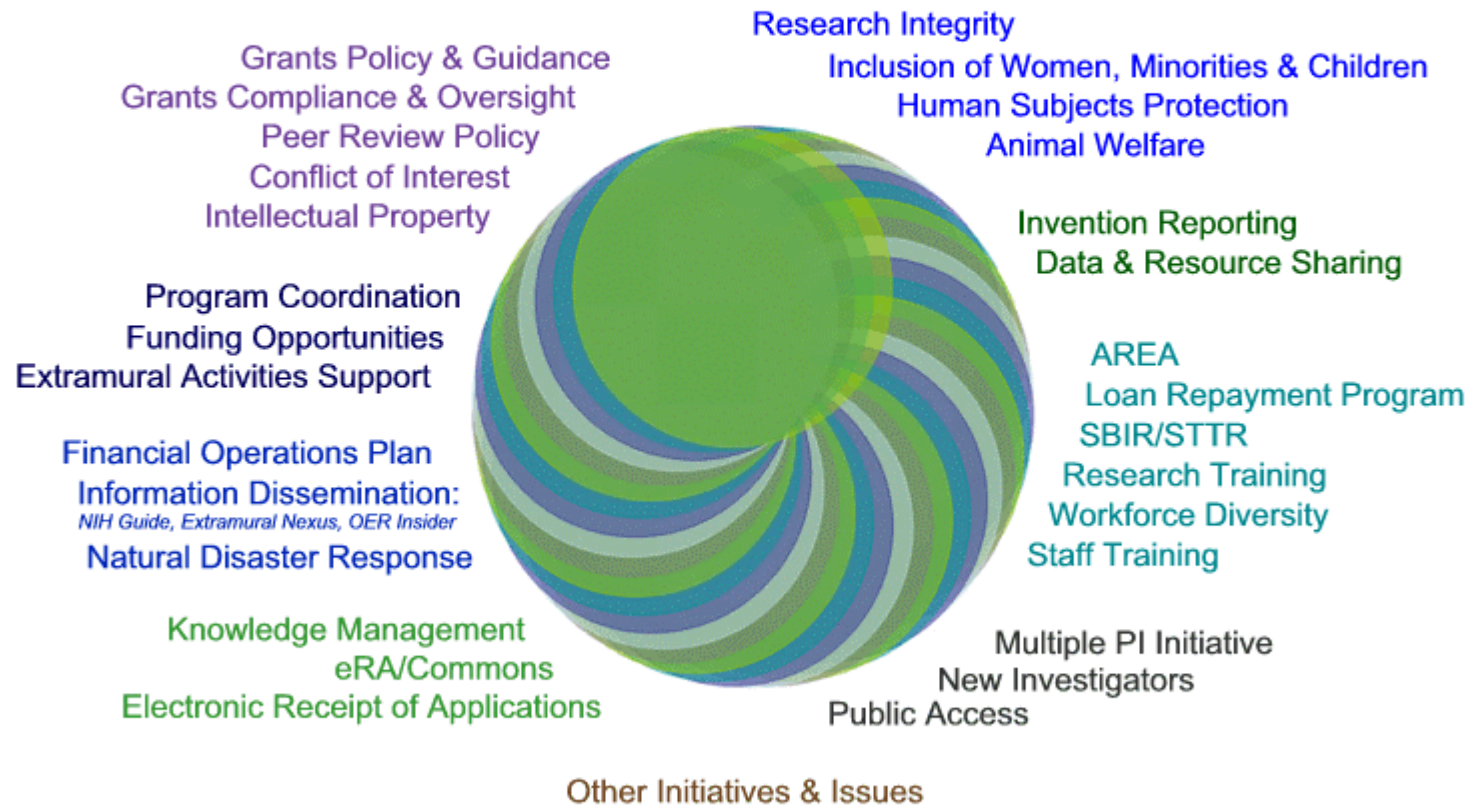 Grants Policy & Guidance
Grants Compliance & Oversight
Peer Review Policy
Conflict of Interest
Intellectual Property
Program Coordination
Funding Opportunities
Extramural Activities Support
Financial Operations Plan
Information Dissemination:
NIH Guide, Extramural Nexus, OER Insider
Natural Disaster Response
Knowledge Management
eRA/Commons
Electronic Receipt of Applications
Research Integrity
Inclusion of Women, Minorities & Children
Human Subjects Protection
Animal Welfare
Invention Reporting
Data & Resource Sharing
AREA
Loan Repayment Program
SBIR/STTR
Research Training
Workforce Diversity
Staff Training
Multiple PI Initiative
New Investigators
Public Access
Other Initiatives & Issues